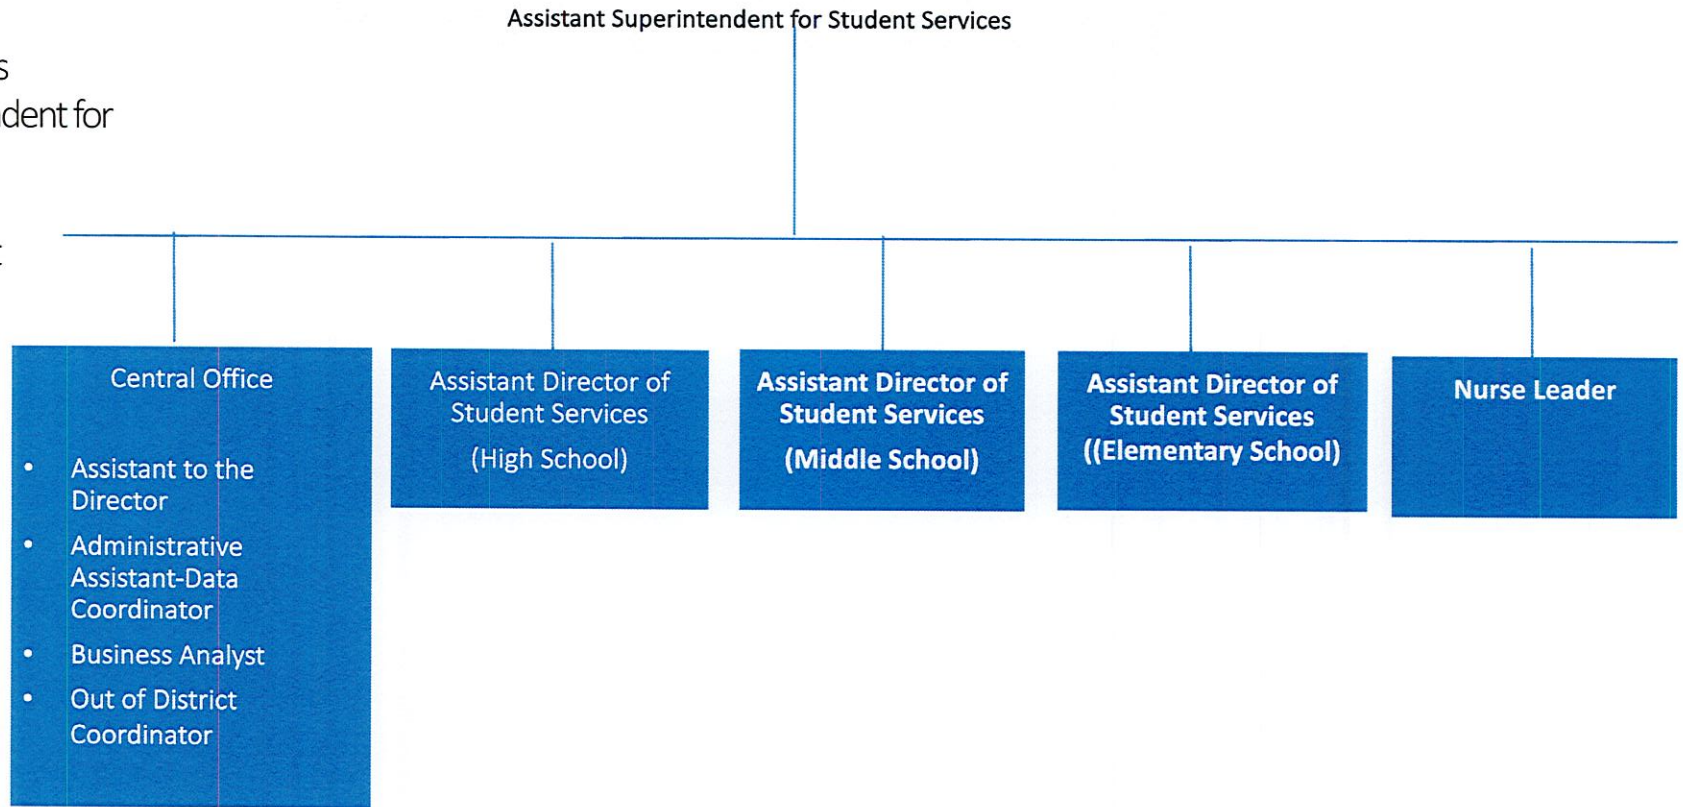 Assistant Superintendent for Student Services
dent for
Central Office
• Assistant to the
Director
• Administrative
Assistant-Data
Coordinator
• Business Analyst
• Out of District
Coordinator
Assistant Director of
Student Services
(High School)
Assistant Director of
Student Services
(Middle School)
Assistant Director of
Student Services
((Elementary School)
Nurse Leader